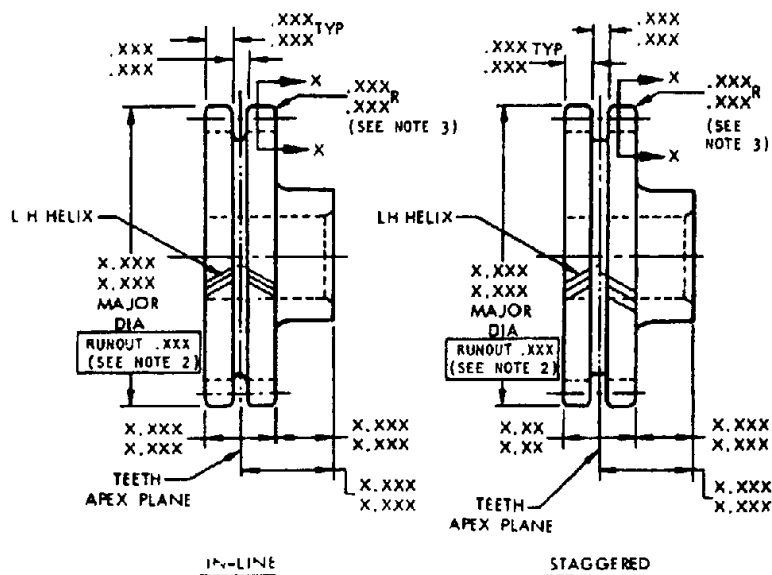 .XXX TYP
.XXX
.XXX
.XXX
X
X
.XXX R
.XXX
(SEE NOTE 3)
L H HELIX
X.XXX
X.XXX
MAJOR
DIA
RUNOUT .XXX
(SEE NOTE 2)
X.XXX
X.XXX
X.XXX
X.XXX
TEETH
APEX PLANE
X.XXX
X.XXX
IN-LINE
.XXX
.XXX
.XXX TYP
.XXX
X
X
.XXX R
.XXX
(SEE
NOTE 3)
LH HELIX
X.XXX
X.XXX
MAJOR
DIA
RUNOUT .XXX
(SEE NOTE 2)
X.XX
X.XX
X.XXX
X.XXX
TEETH
APEX PLANE
X.XXX
X.XXX
STAGGERED